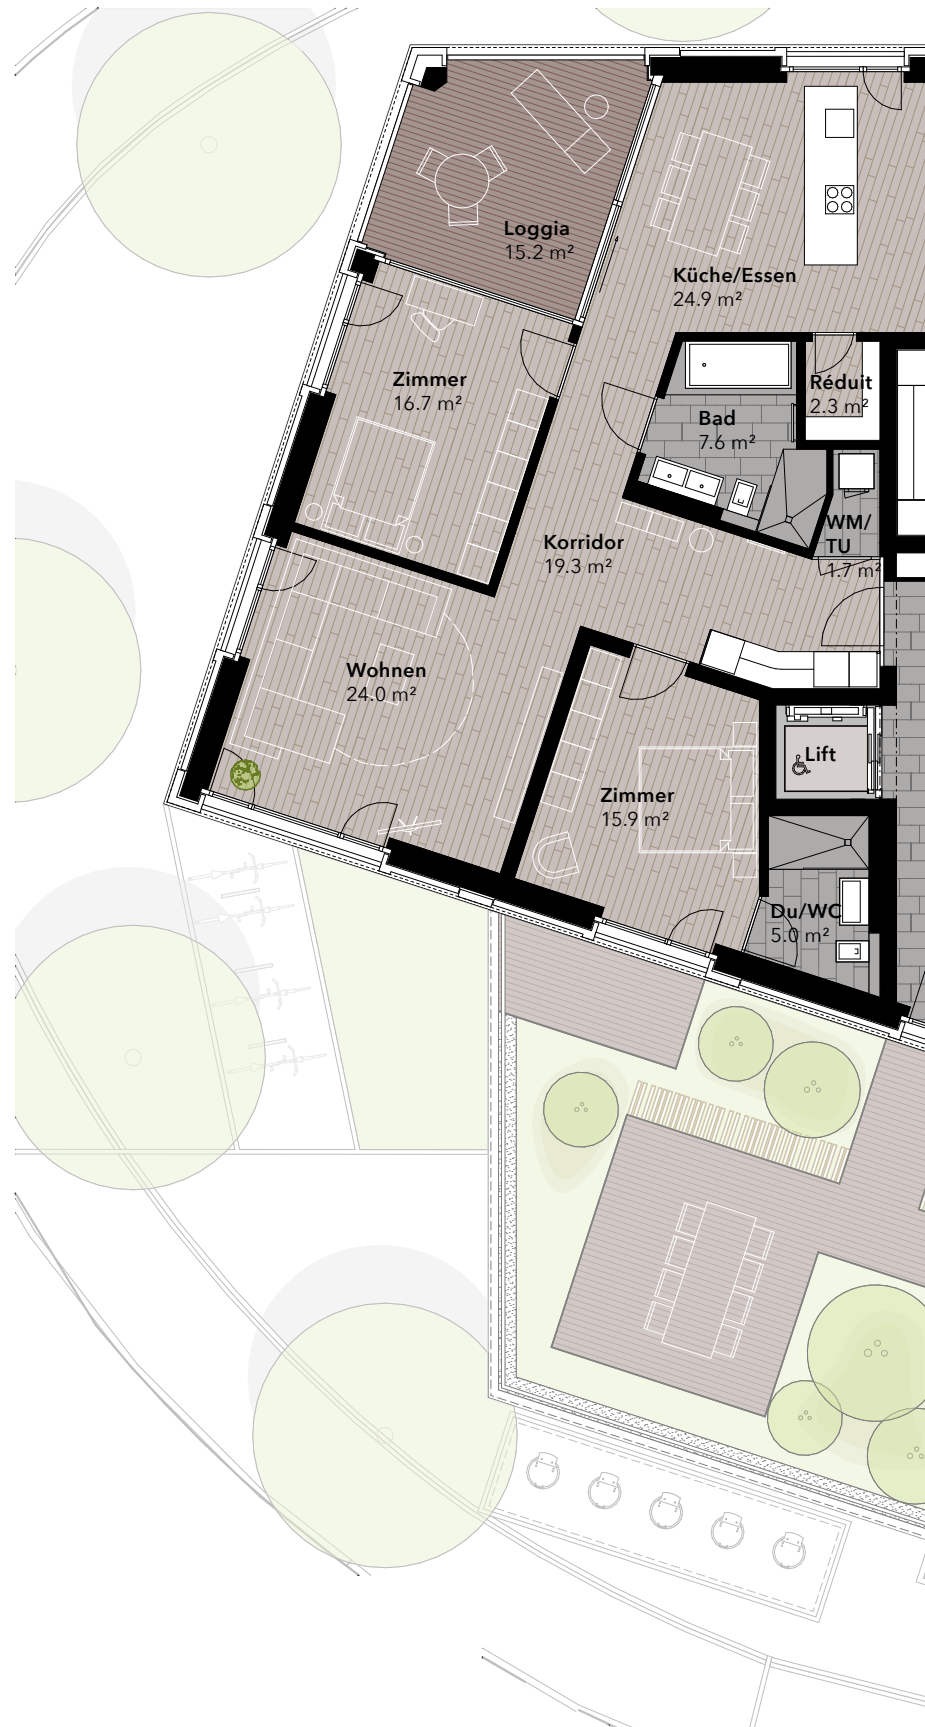 Loggia
15.2 m²
Küche/Essen
24.9 m²
Zimmer
16.7 m²
Réduit
2.3 m²
Bad
7.6 m²
WM/
TU
1.7 m²
Korridor
19.3 m²
Wohnen
24.0 m²
Lift
Zimmer
15.9 m²
Du/WC
5.0 m²